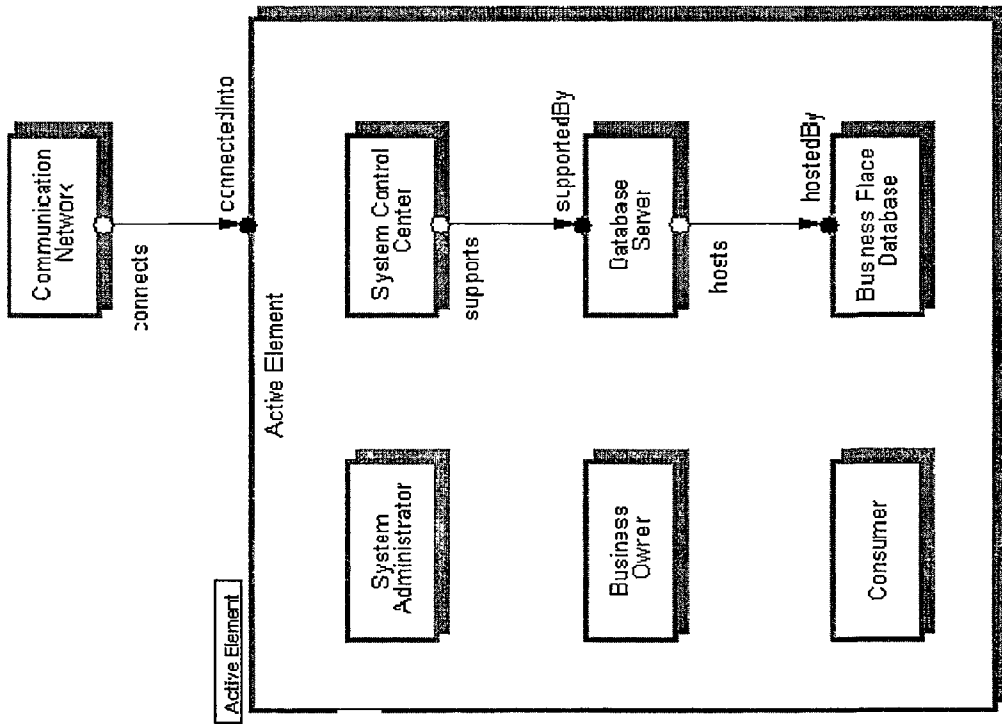 Communication
Network
connects
connectedInto
Active Element
Active Element
System
Administrator
System Control
Center
supports
supportedBy
Business
Owner
Database
Server
hosts
hostedBy
Consumer
Business Place
Database